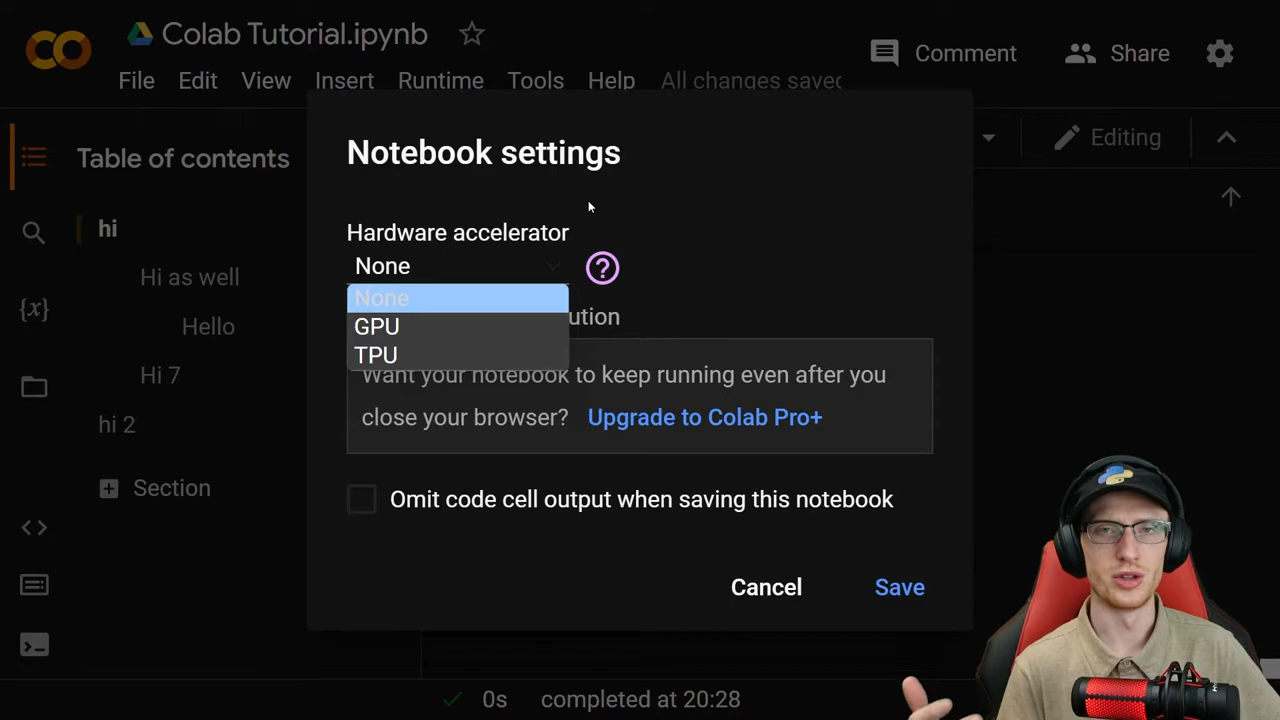 Colab Tutorial.ipynb
Comment
Share
File Edit View Insert Runtime Tools Help All changes saved
Table of contents
Editing
hi
Hi as well
Hello
Hi 7
hi 2
Section
Notebook settings
Hardware accelerator
None
None
GPU
TPU
ution
Want your notebook to keep running even after you
close your browser? Upgrade to Colab Pro+
Omit code cell output when saving this notebook
Cancel Save
0s completed at 20:28